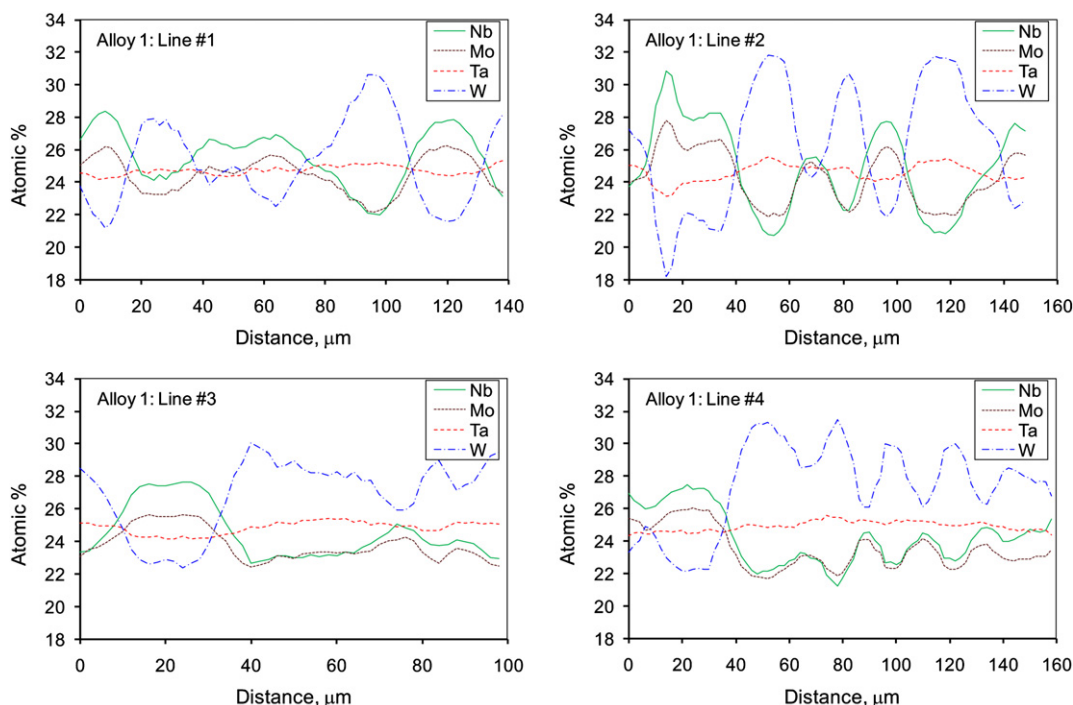 Alloy 1: Line #1
Nb
Mo
Ta
W
Atomic %
34
32
30
28
26
24
22
20
18
0 20 40 60 80 100 120 140
Distance, μm
Alloy 1: Line #2
Nb
Mo
Ta
W
Atomic %
34
32
30
28
26
24
22
20
18
0 20 40 60 80 100 120 140 160
Distance, μm
Alloy 1: Line #3
Nb
Mo
Ta
W
Atomic %
34
32
30
28
26
24
22
20
18
0 20 40 60 80 100
Distance, μm
Alloy 1: Line #4
Nb
Mo
Ta
W
Atomic %
34
32
30
28
26
24
22
20
18
0 20 40 60 80 100 120 140 160
Distance, μm